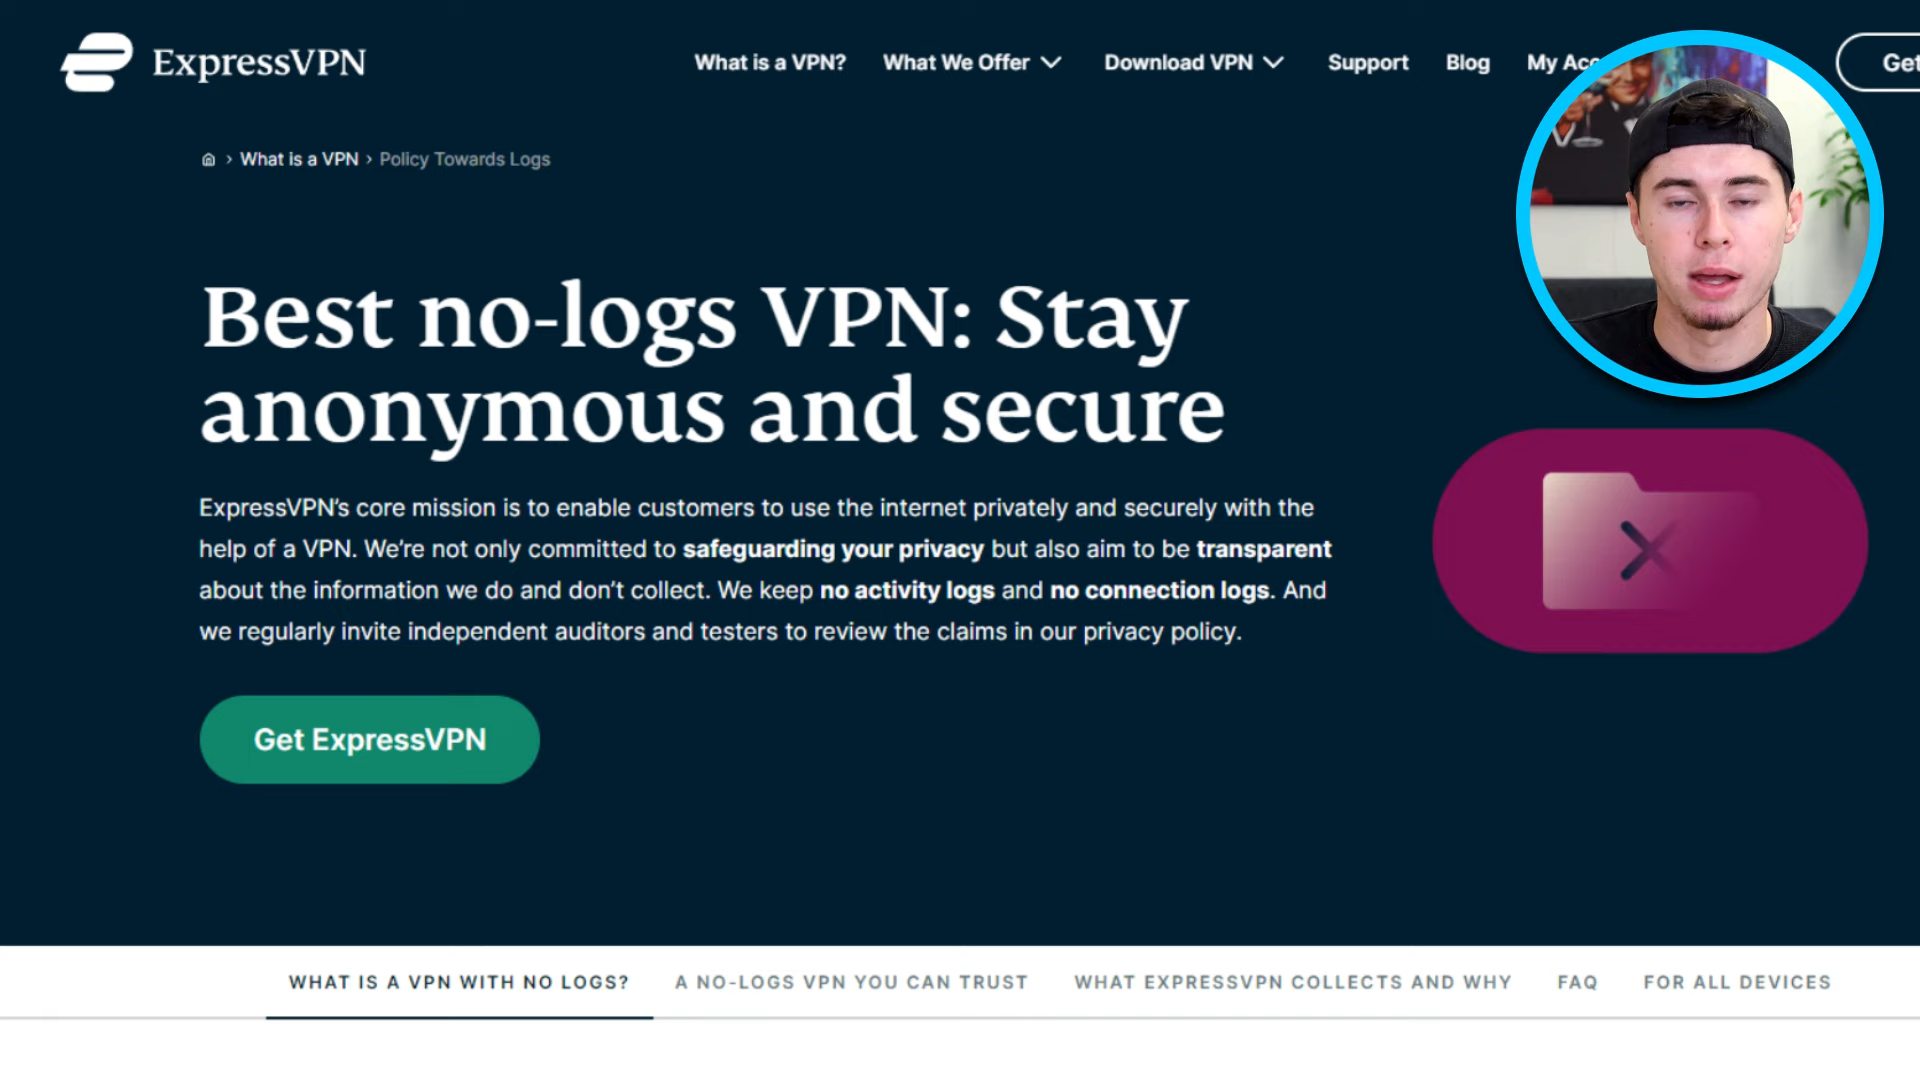 ExpressVPN
What is a VPN? What We Offer Download VPN Support Blog My Get
What is a VPN › Policy Towards Logs
Best no-logs VPN: Stay
anonymous and secure
ExpressVPN’s core mission is to enable customers to use the internet privately and securely with the
help of a VPN. We’re not only committed to safeguarding your privacy but also aim to be transparent
about the information we do and don’t collect. We keep no activity logs and no connection logs. And
we regularly invite independent auditors and testers to review the claims in our privacy policy.
Get ExpressVPN
WHAT IS A VPN WITH NO LOGS? A NO-LOGS VPN YOU CAN TRUST WHAT EXPRESSVPN COLLECTS AND WHY FAQ FOR ALL DEVICES